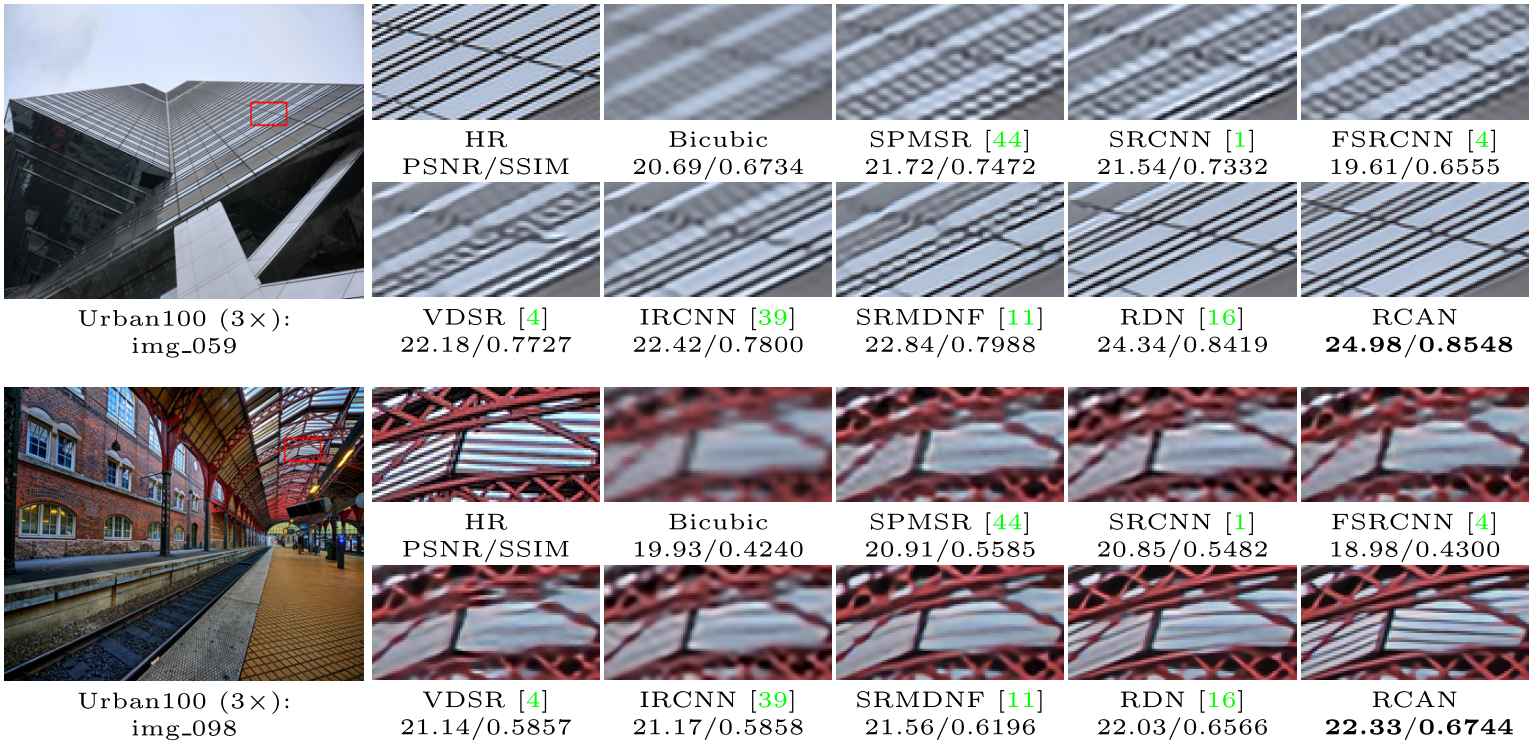 HR
PSNR/SSIM
Bicubic
20.69/0.6734
SPMSR [44]
21.72/0.7472
SRCNN [1]
21.54/0.7332
FSRCNN [4]
19.61/0.6555
Urban100 (3×):
img_059
VDSR [4]
22.18/0.7727
IRCNN [39]
22.42/0.7800
SRMDNF [11]
22.84/0.7988
RDN [16]
24.34/0.8419
RCAN
24.98/0.8548
HR
PSNR/SSIM
Bicubic
19.93/0.4240
SPMSR [44]
20.91/0.5585
SRCNN [1]
20.85/0.5482
FSRCNN [4]
18.98/0.4300
Urban100 (3×):
img_098
VDSR [4]
21.14/0.5857
IRCNN [39]
21.17/0.5858
SRMDNF [11]
21.56/0.6196
RDN [16]
22.03/0.6566
RCAN
22.33/0.6744